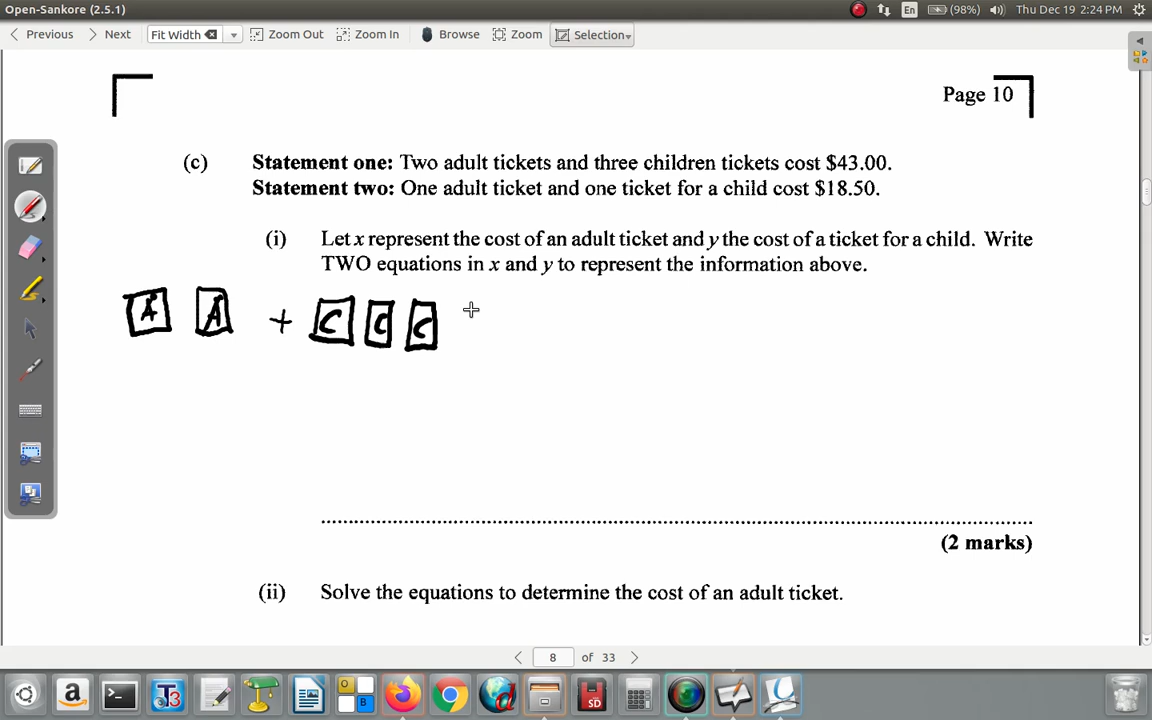 Open-Sankore (2.5.1)
En (98%) Thu Dec 19 2:24 PM
Previous Next Fit Width Zoom Out Zoom In Browse Zoom Selection
Page 10
(c) Statement one: Two adult tickets and three children tickets cost $43.00.
Statement two: One adult ticket and one ticket for a child cost $18.50.
(i) Let x represent the cost of an adult ticket and y the cost of a ticket for a child. Write
TWO equations in x and y to represent the information above.
A A + C C C
(2 marks)
(ii) Solve the equations to determine the cost of an adult ticket.
8 of 33
a T3 O B SD